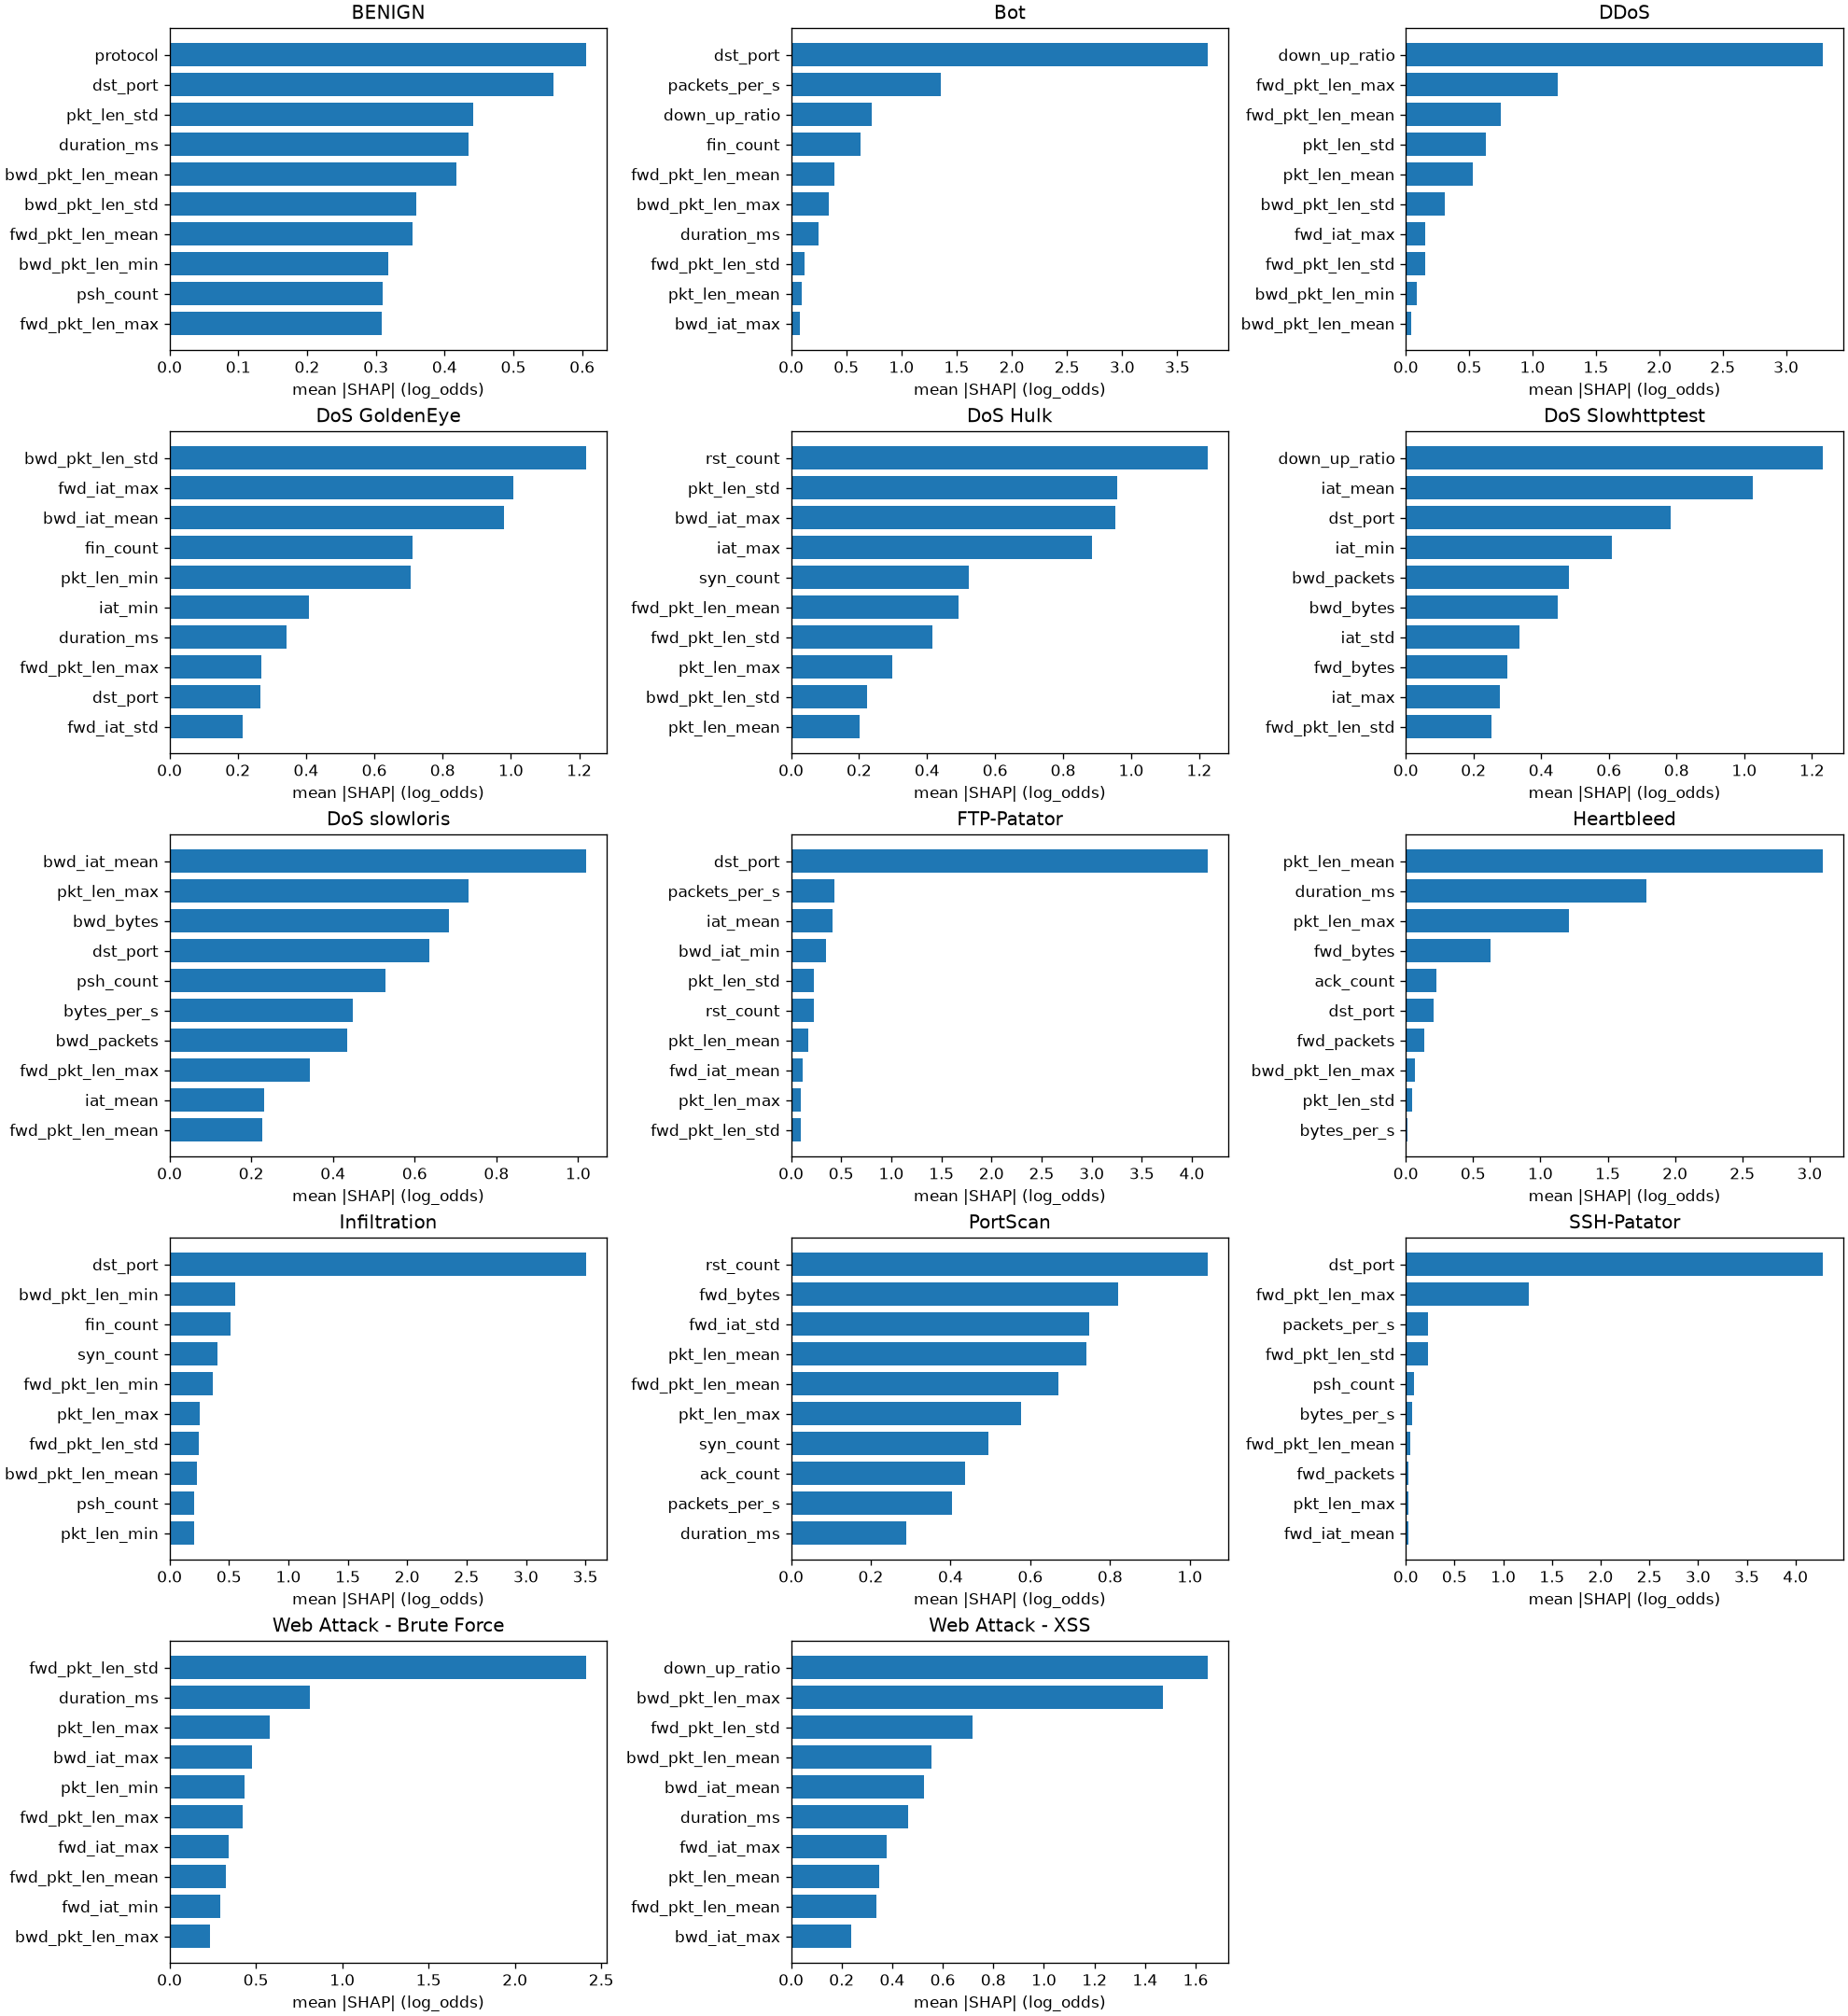 BENIGN
protocol
dst_port
pkt_len_std
duration_ms
bwd_pkt_len_mean
bwd_pkt_len_std
fwd_pkt_len_mean
bwd_pkt_len_min
psh_count
fwd_pkt_len_max
0.0 0.1 0.2 0.3 0.4 0.5 0.6
mean |SHAP| (log_odds)
Bot
dst_port
packets_per_s
down_up_ratio
fin_count
fwd_pkt_len_mean
bwd_pkt_len_max
duration_ms
fwd_pkt_len_std
pkt_len_mean
bwd_iat_max
0.0 0.5 1.0 1.5 2.0 2.5 3.0 3.5
mean |SHAP| (log_odds)
DDoS
down_up_ratio
fwd_pkt_len_max
fwd_pkt_len_mean
pkt_len_std
pkt_len_mean
bwd_pkt_len_std
fwd_iat_max
fwd_pkt_len_std
bwd_pkt_len_min
bwd_pkt_len_mean
0.0 0.5 1.0 1.5 2.0 2.5 3.0
mean |SHAP| (log_odds)
DoS GoldenEye
bwd_pkt_len_std
fwd_iat_max
bwd_iat_mean
fin_count
pkt_len_min
iat_min
duration_ms
fwd_pkt_len_max
dst_port
fwd_iat_std
0.0 0.2 0.4 0.6 0.8 1.0 1.2
mean |SHAP| (log_odds)
DoS Hulk
rst_count
pkt_len_std
bwd_iat_max
iat_max
syn_count
fwd_pkt_len_mean
fwd_pkt_len_std
pkt_len_max
bwd_pkt_len_std
pkt_len_mean
0.0 0.2 0.4 0.6 0.8 1.0 1.2
mean |SHAP| (log_odds)
DoS Slowhttptest
down_up_ratio
iat_mean
dst_port
iat_min
bwd_packets
bwd_bytes
iat_std
fwd_bytes
iat_max
fwd_pkt_len_std
0.0 0.2 0.4 0.6 0.8 1.0 1.2
mean |SHAP| (log_odds)
DoS slowloris
bwd_iat_mean
pkt_len_max
bwd_bytes
dst_port
psh_count
bytes_per_s
bwd_packets
fwd_pkt_len_max
iat_mean
fwd_pkt_len_mean
0.0 0.2 0.4 0.6 0.8 1.0
mean |SHAP| (log_odds)
FTP-Patator
dst_port
packets_per_s
iat_mean
bwd_iat_min
pkt_len_std
rst_count
pkt_len_mean
fwd_iat_mean
pkt_len_max
fwd_pkt_len_std
0.0 0.5 1.0 1.5 2.0 2.5 3.0 3.5 4.0
mean |SHAP| (log_odds)
Heartbleed
pkt_len_mean
duration_ms
pkt_len_max
fwd_bytes
ack_count
dst_port
fwd_packets
bwd_pkt_len_max
pkt_len_std
bytes_per_s
0.0 0.5 1.0 1.5 2.0 2.5 3.0
mean |SHAP| (log_odds)
Infiltration
dst_port
bwd_pkt_len_min
fin_count
syn_count
fwd_pkt_len_min
pkt_len_max
fwd_pkt_len_std
bwd_pkt_len_mean
psh_count
pkt_len_min
0.0 0.5 1.0 1.5 2.0 2.5 3.0 3.5
mean |SHAP| (log_odds)
PortScan
rst_count
fwd_bytes
fwd_iat_std
pkt_len_mean
fwd_pkt_len_mean
pkt_len_max
syn_count
ack_count
packets_per_s
duration_ms
0.0 0.2 0.4 0.6 0.8 1.0
mean |SHAP| (log_odds)
SSH-Patator
dst_port
fwd_pkt_len_max
packets_per_s
fwd_pkt_len_std
psh_count
bytes_per_s
fwd_pkt_len_mean
fwd_packets
pkt_len_max
fwd_iat_mean
0.0 0.5 1.0 1.5 2.0 2.5 3.0 3.5 4.0
mean |SHAP| (log_odds)
Web Attack - Brute Force
fwd_pkt_len_std
duration_ms
pkt_len_max
bwd_iat_max
pkt_len_min
fwd_pkt_len_max
fwd_iat_max
fwd_pkt_len_mean
fwd_iat_min
bwd_pkt_len_max
0.0 0.5 1.0 1.5 2.0 2.5
mean |SHAP| (log_odds)
Web Attack - XSS
down_up_ratio
bwd_pkt_len_max
fwd_pkt_len_std
bwd_pkt_len_mean
bwd_iat_mean
duration_ms
fwd_iat_max
pkt_len_mean
fwd_pkt_len_mean
bwd_iat_max
0.0 0.2 0.4 0.6 0.8 1.0 1.2 1.4 1.6
mean |SHAP| (log_odds)